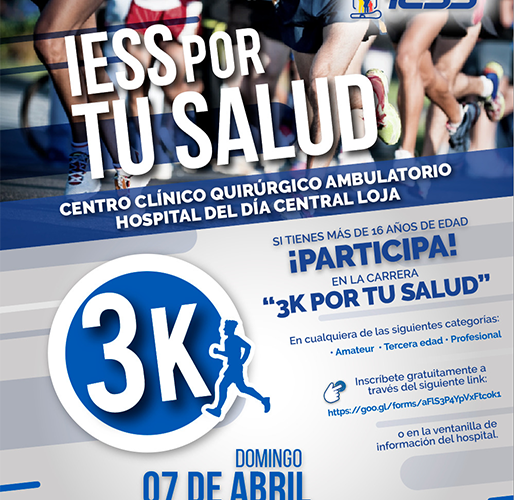 IESS
IESS POR
TU SALUD
CENTRO CLÍNICO QUIRÚRGICO AMBULATORIO
HOSPITAL DEL DÍA CENTRAL LOJA
SI TIENES MÁS DE 16 AÑOS DE EDAD
¡PARTICIPA!
EN LA CARRERA
“3K POR TU SALUD”
En cualquiera de las siguientes categorías:
• Amateur • Tercera edad • Profesional
3K
Inscríbete gratuitamente a
través del siguiente link:
https://goo.gl/forms/aFlS3P4YpVxFtcok1
o en la ventanilla de
información del hospital.
DOMINGO
07 DE ABRIL